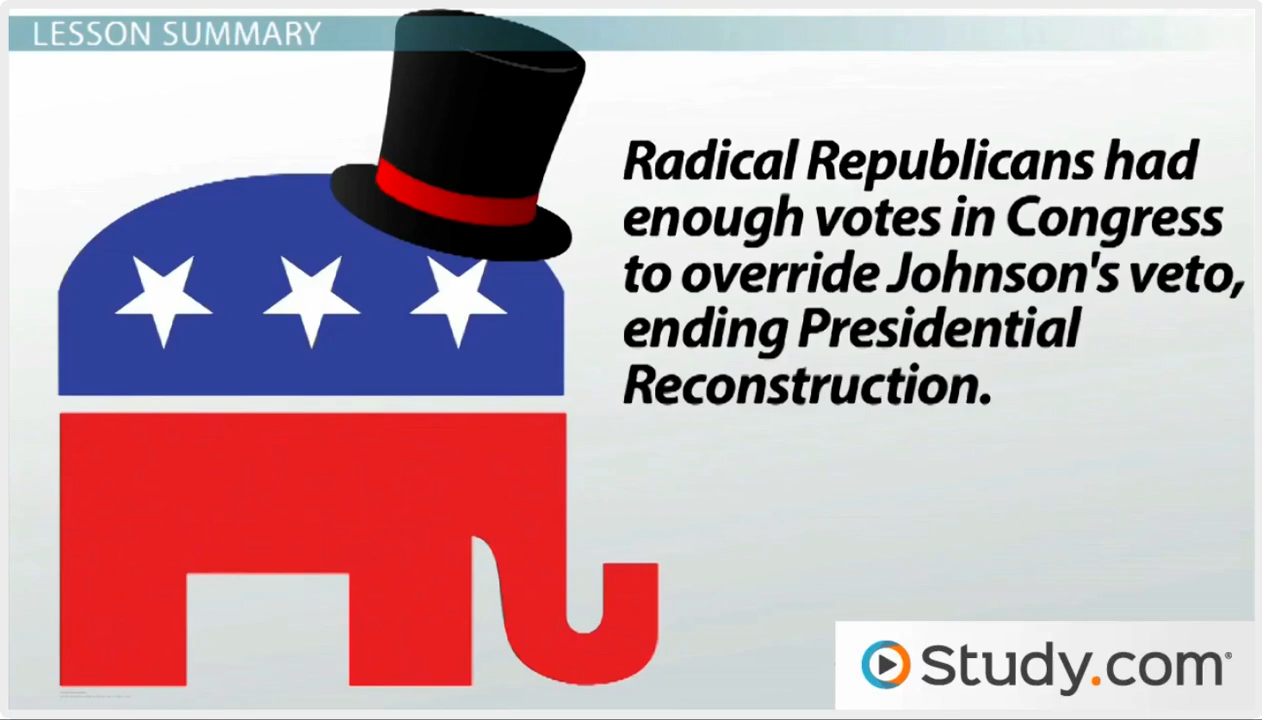 LESSON SUMMARY
Radical Republicans had
enough votes in Congress
to override Johnson's veto,
ending Presidential
Reconstruction.
Study.com®